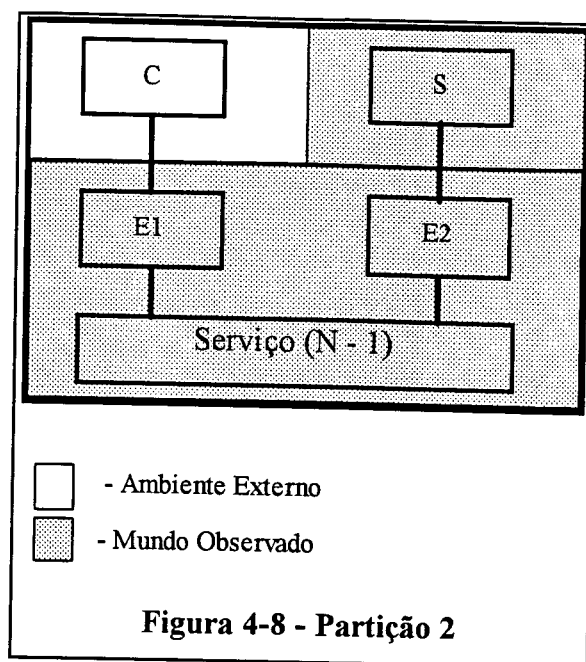 C
S
E1
E2
Serviço (N - 1)
- Ambiente Externo
- Mundo Observado
Figura 4-8 - Partição 2